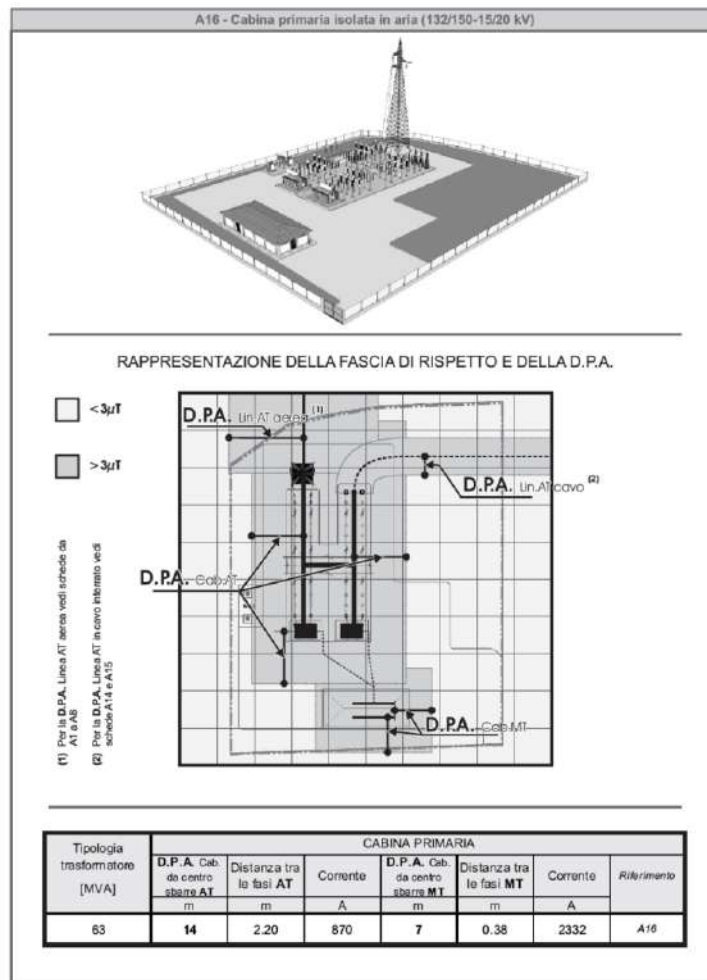 A16 - Cabina primaria isolata in aria (132/150-15/20 kV)
RAPPRESENTAZIONE DELLA FASCIA DI RISPETTO E DELLA D.P.A.
< 3µT
> 3µT
D.P.A. Lin.AT aerea (1)
D.P.A. Lin.AT cavo (2)
D.P.A. Cab.AT
D.P.A. Cab.MT
(1) Per la D.P.A. Linea AT aerea vedi schede da
A1 a A8
(2) Per la D.P.A. Linea AT in cavo interrato vedi
schede A14 e A15
Tipologia
trasformatore
[MVA]
CABINA PRIMARIA
D.P.A. Cab.
da centro
sbarre AT
Distanza tra
le fasi AT
Corrente
D.P.A. Cab.
da centro
sbarre MT
Distanza tra
le fasi MT
Corrente
Riferimento
m m A m m A
63 14 2.20 870 7 0.38 2332 A16